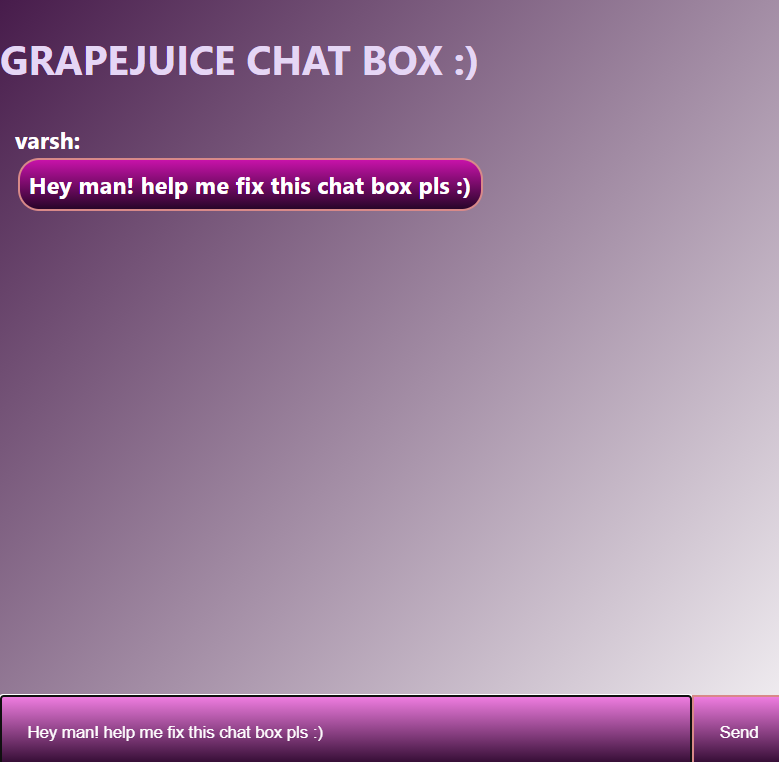 GRAPEJUICE CHAT BOX :)
varsh:
Hey man! help me fix this chat box pls :)
Hey man! help me fix this chat box pls :)
Send